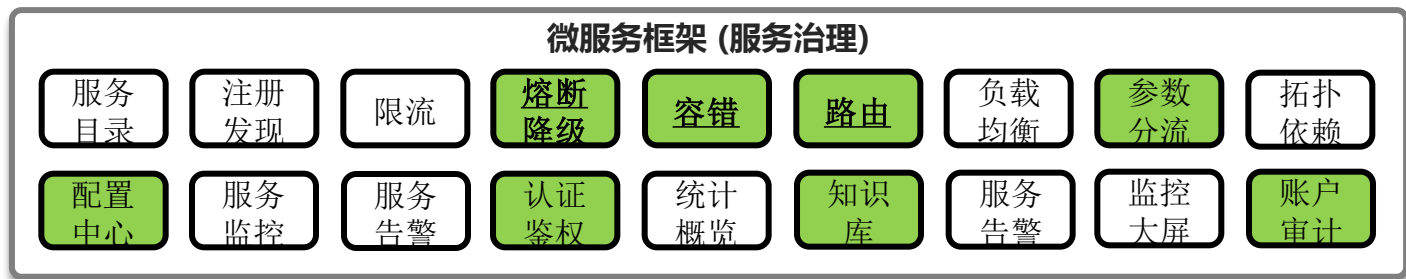 微服务框架 (服务治理)
服务
目录
注册
发现
限流
熔断
降级
容错
路由
负载
均衡
参数
分流
拓扑
依赖
配置
中心
服务
监控
服务
告警
认证
鉴权
统计
概览
知识
库
服务
告警
监控
大屏
账户
审计